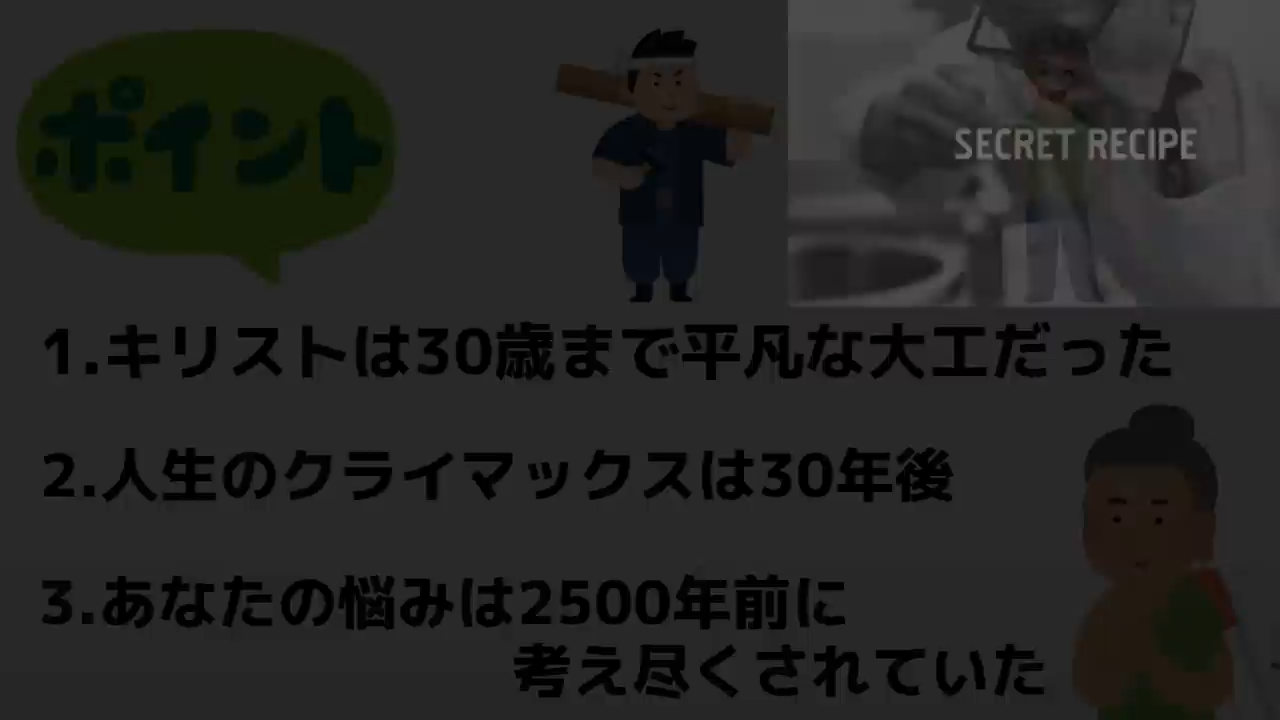 ポイント
SECRET RECIPE
1.キリストは30歳まで平凡な大工だった
2.人生のクライマックスは30年後
3.あなたの悩みは2500年前に
考え尽くされていた